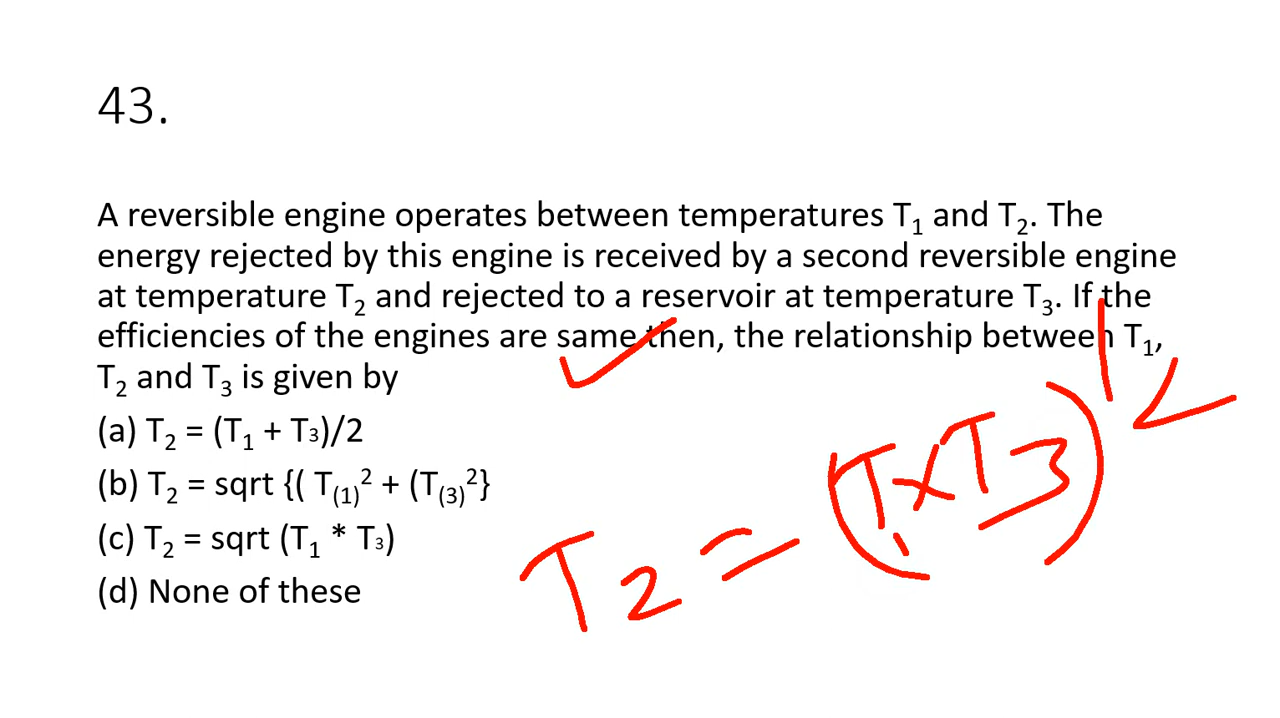 43.
A reversible engine operates between temperatures T₁ and T₂. The
energy rejected by this engine is received by a second reversible engine
at temperature T₂ and rejected to a reservoir at temperature T₃. If the
efficiencies of the engines are same then, the relationship between T₁,
T₂ and T₃ is given by
(a) T₂ = (T₁ + T₃)/2
(b) T₂ = sqrt {( T₍₁₎² + (T₍₃₎²}
(c) T₂ = sqrt (T₁ * T₃)
(d) None of these
T₂ = (T₁ × T₃)^1/2